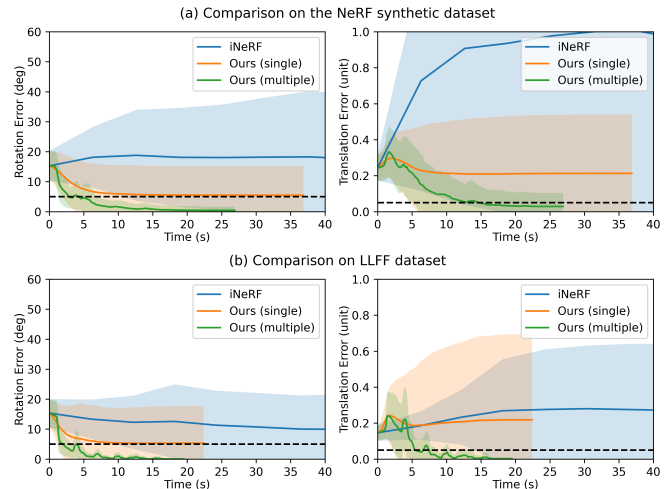 (a) Comparison on the NeRF synthetic dataset
Rotation Error (deg)
60
50
40
30
20
10
0
iNeRF
Ours (single)
Ours (multiple)
0 5 10 15 20 25 30 35 40
Time (s)
Translation Error (unit)
1.0
0.8
0.6
0.4
0.2
0.0
iNeRF
Ours (single)
Ours (multiple)
0 5 10 15 20 25 30 35 40
Time (s)
(b) Comparison on LLFF dataset
Rotation Error (deg)
60
50
40
30
20
10
0
iNeRF
Ours (single)
Ours (multiple)
0 5 10 15 20 25 30 35 40
Time (s)
Translation Error (unit)
1.0
0.8
0.6
0.4
0.2
0.0
iNeRF
Ours (single)
Ours (multiple)
0 5 10 15 20 25 30 35 40
Time (s)